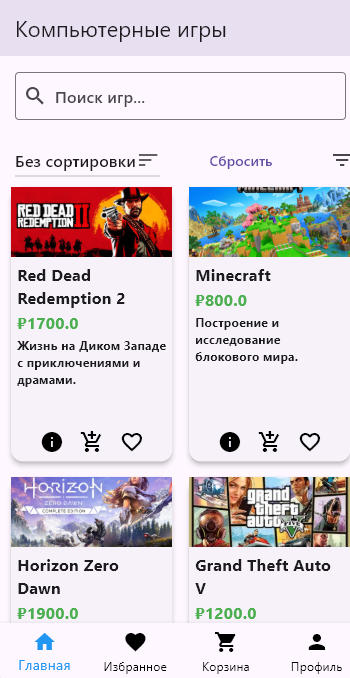 Компьютерные игры
Поиск игр...
Без сортировки
Сбросить
RED DEAD
REDEMPTION II
MINECRAFT
Red Dead
Redemption 2
₽1700.0
Жизнь на Диком Западе
с приключениями и
драмами.
Minecraft
₽800.0
Построение и
исследование
блокового мира.
HORIZON
ZERO DAWN
COMPLETE EDITION
grand
theft
auto
V
Horizon Zero
Dawn
₽1900.0
Grand Theft Auto
V
₽1200.0
Главная
Избранное
Корзина
Профиль